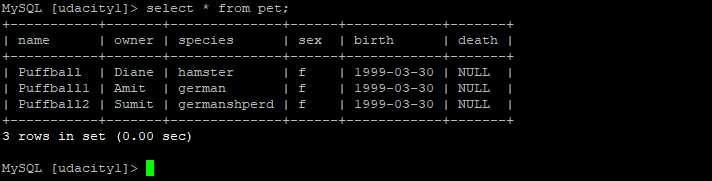 MySQL [udacity1]> select * from pet;
+-----------+-------+--------------+------+------------+-------+
| name      | owner | species      | sex  | birth      | death |
+-----------+-------+--------------+------+------------+-------+
| Puffball  | Diane | hamster      | f    | 1999-03-30 | NULL  |
| Puffball1 | Amit  | german       | f    | 1999-03-30 | NULL  |
| Puffball2 | Sumit | germanshperd | f    | 1999-03-30 | NULL  |
+-----------+-------+--------------+------+------------+-------+
3 rows in set (0.00 sec)
MySQL [udacity1]>